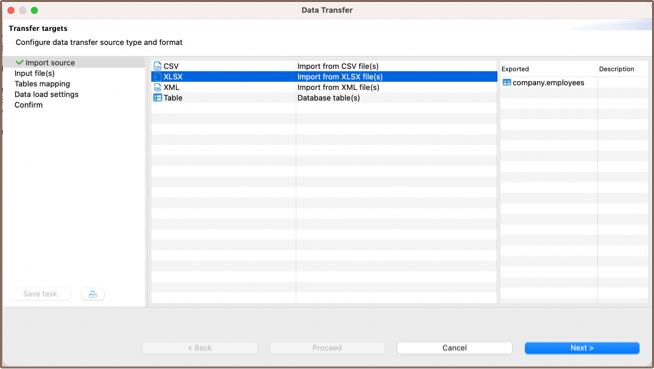 Data Transfer
Transfer targets
Configure data transfer source type and format
Import source
Input file(s)
Tables mapping
Data load settings
Confirm
CSV Import from CSV file(s)
XLSX Import from XLSX file(s)
XML Import from XML file(s)
Table Database table(s)
Exported Description
company.employees
Save task
< Back Proceed Cancel Next >